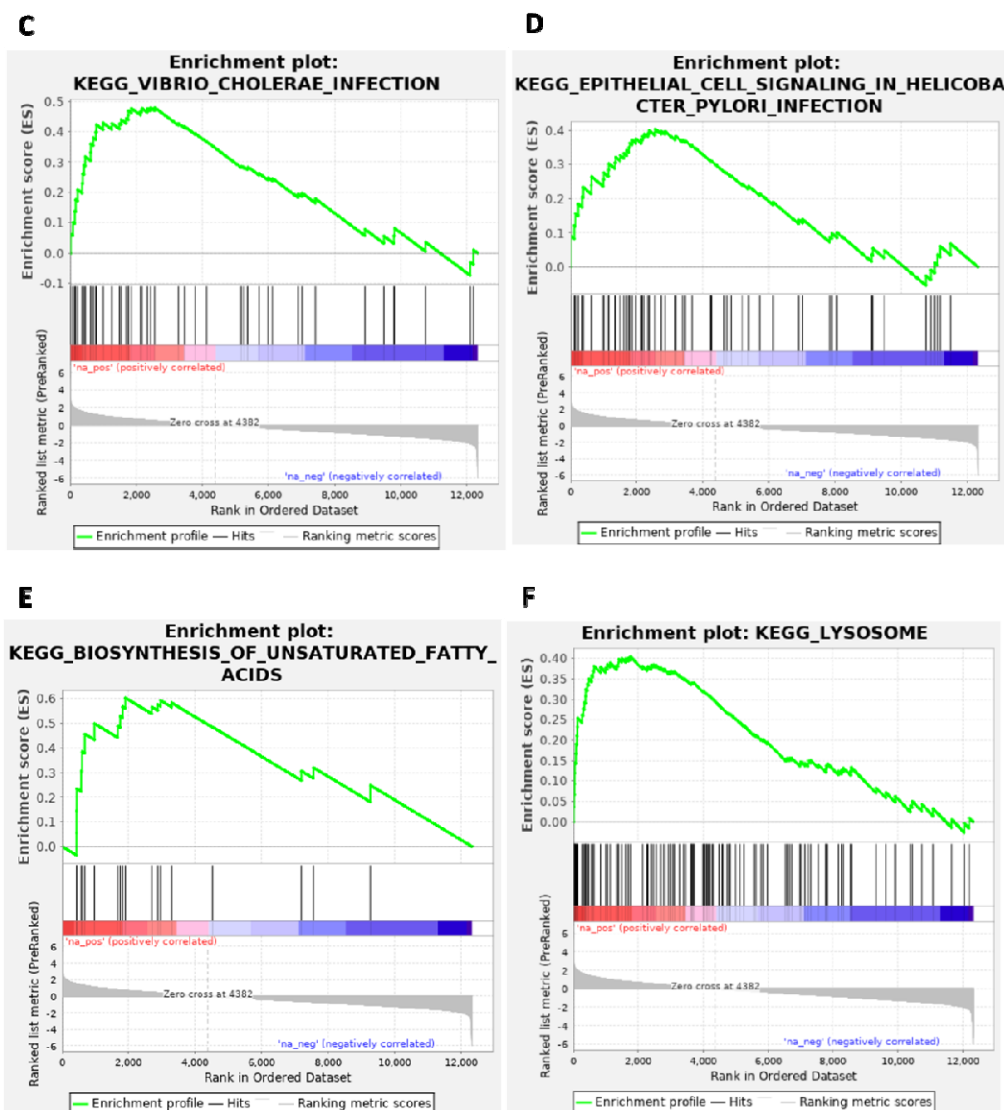 C
Enrichment plot:
KEGG_VIBRIO_CHOLERAE_INFECTION
Enrichment score (ES)
0.5
0.4
0.3
0.2
0.1
0.0
-0.1
'na_pos' (positively correlated)
Ranked list metric (PreRanked)
6
4
2
0
-2
-4
-6
Zero cross at 4382
'na_neg' (negatively correlated)
0 2,000 4,000 6,000 8,000 10,000 12,000
Rank in Ordered Dataset
Enrichment profile Hits Ranking metric scores
D
Enrichment plot:
KEGG_EPITHELIAL_CELL_SIGNALING_IN_HELICOBA
CTER_PYLORI_INFECTION
Enrichment score (ES)
0.4
0.3
0.2
0.1
0.0
'na_pos' (positively correlated)
Ranked list metric (PreRanked)
6
4
2
0
-2
-4
-6
Zero cross at 4382
'na_neg' (negatively correlated)
0 2,000 4,000 6,000 8,000 10,000 12,000
Rank in Ordered Dataset
Enrichment profile Hits Ranking metric scores
E
Enrichment plot:
KEGG_BIOSYNTHESIS_OF_UNSATURATED_FATTY_
ACIDS
Enrichment score (ES)
0.6
0.5
0.4
0.3
0.2
0.1
0.0
'na_pos' (positively correlated)
Ranked list metric (PreRanked)
6
4
2
0
-2
-4
-6
Zero cross at 4382
'na_neg' (negatively correlated)
0 2,000 4,000 6,000 8,000 10,000 12,000
Rank in Ordered Dataset
Enrichment profile Hits Ranking metric scores
F
Enrichment plot: KEGG_LYSOSOME
Enrichment score (ES)
0.40
0.35
0.30
0.25
0.20
0.15
0.10
0.05
0.00
'na_pos' (positively correlated)
Ranked list metric (PreRanked)
6
4
2
0
-2
-4
-6
Zero cross at 4382
'na_neg' (negatively correlated)
0 2,000 4,000 6,000 8,000 10,000 12,000
Rank in Ordered Dataset
Enrichment profile Hits Ranking metric scores